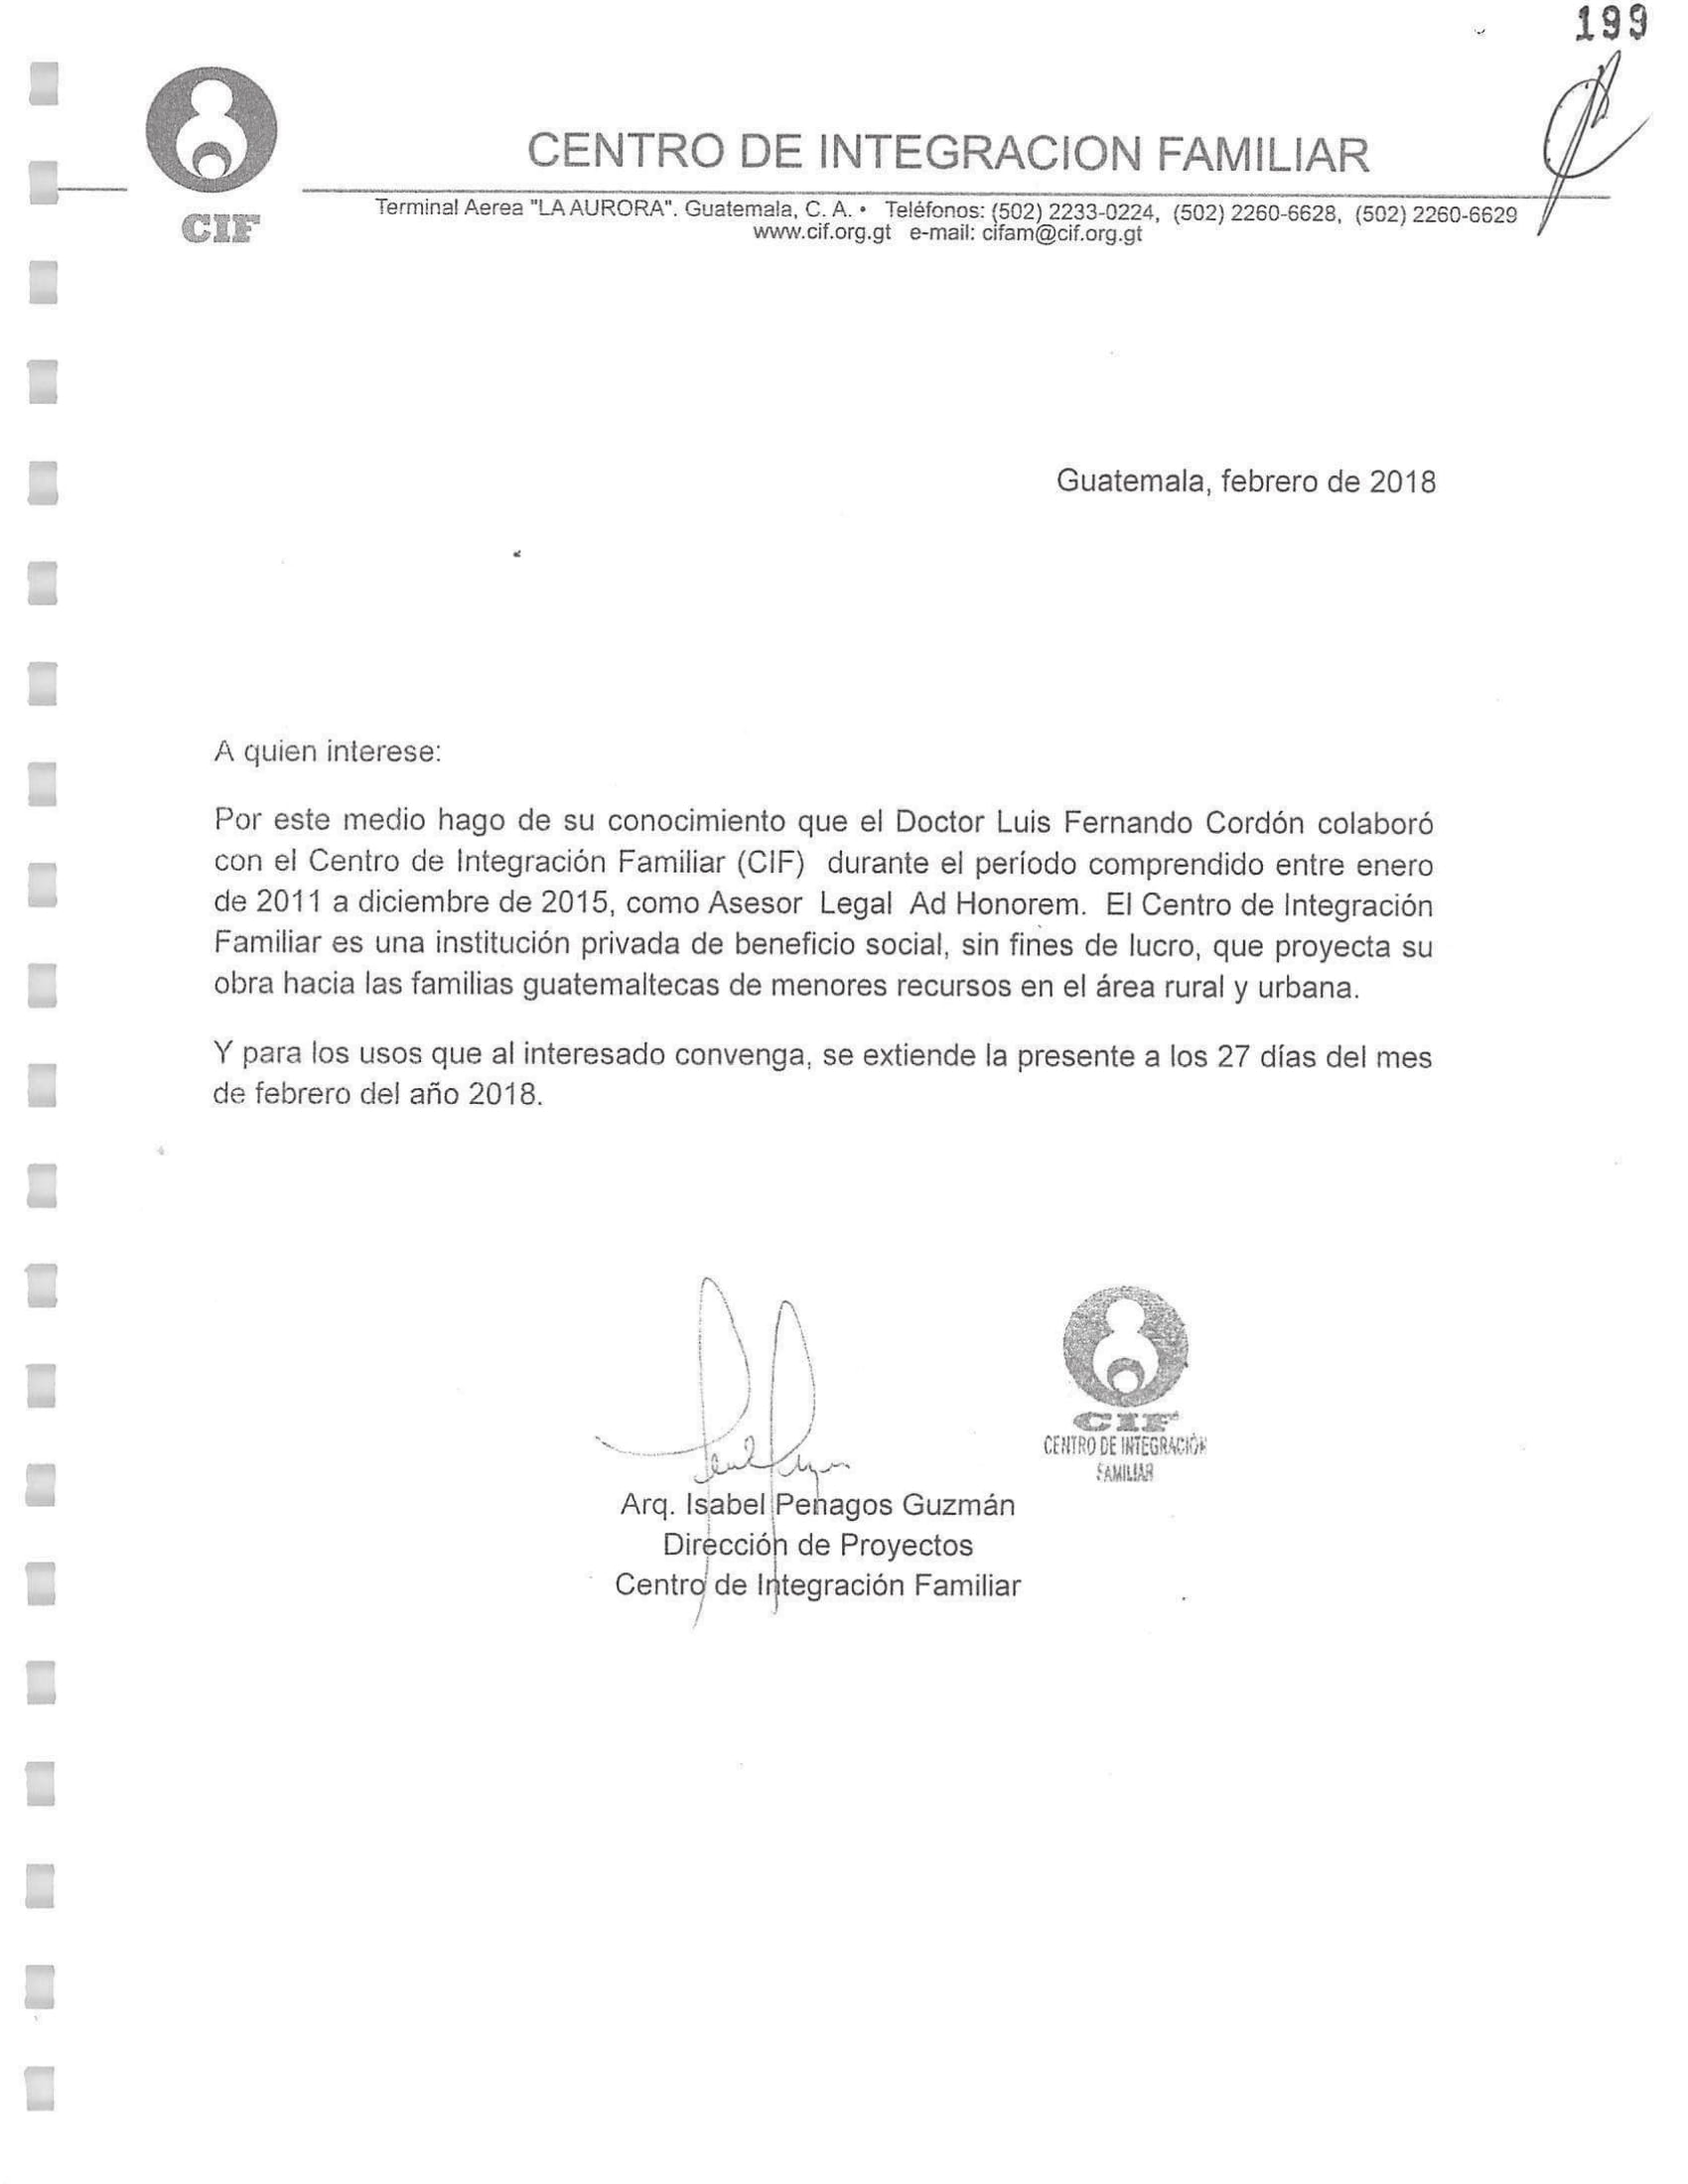 199
CIF
CENTRO DE INTEGRACION FAMILIAR
Terminal Aerea "LA AURORA". Guatemala, C. A. • Teléfonos: (502) 2233-0224, (502) 2260-6628, (502) 2260-6629
www.cif.org.gt e-mail: cifam@cif.org.gt
Guatemala, febrero de 2018
A quien interese:
Por este medio hago de su conocimiento que el Doctor Luis Fernando Cordón colaboró
con el Centro de Integración Familiar (CIF) durante el período comprendido entre enero
de 2011 a diciembre de 2015, como Asesor Legal Ad Honorem. El Centro de Integración
Familiar es una institución privada de beneficio social, sin fines de lucro, que proyecta su
obra hacia las familias guatemaltecas de menores recursos en el área rural y urbana.
Y para los usos que al interesado convenga, se extiende la presente a los 27 días del mes
de febrero del año 2018.
CIF
CENTRO DE INTEGRACIÓN
FAMILIAR
Arq. Isabel Penagos Guzmán
Dirección de Proyectos
Centro de Integración Familiar